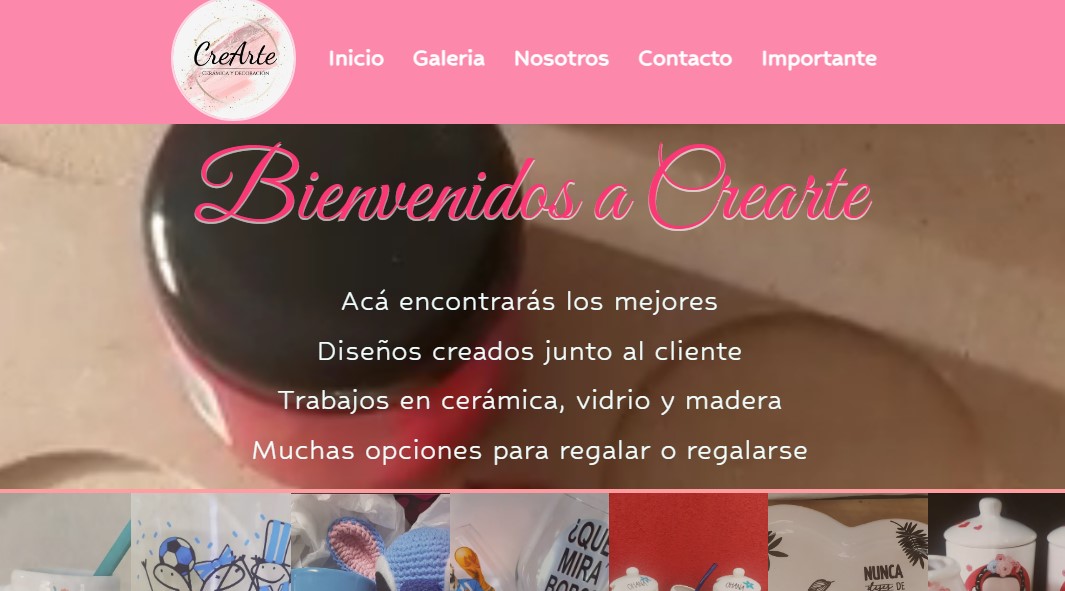 CreArte
CERÁMICA Y DECORACIÓN
Inicio Galeria Nosotros Contacto Importante
Bienvenidos a Crearte
Acá encontrarás los mejores
Diseños creados junto al cliente
Trabajos en cerámica, vidrio y madera
Muchas opciones para regalar o regalarse
¿QUE
MIRA
NUNCA
DE